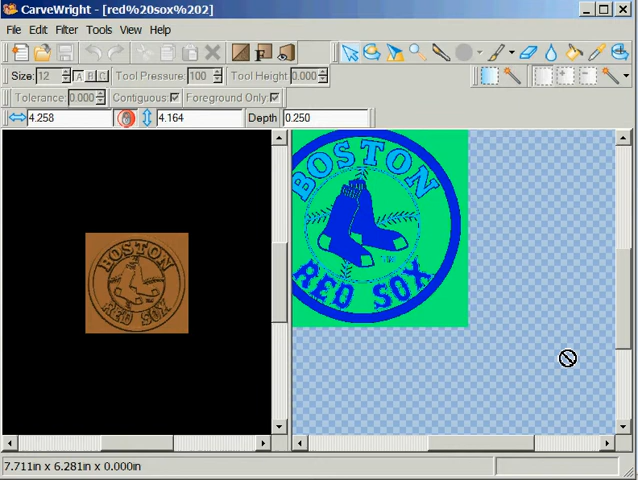 CarveWright - [red%20sox%202]
File Edit Filter Tools View Help
Size: 12 A B C Tool Pressure: 100 Tool Height: 0.000
Tolerance: 0.000 Contiguous: Foreground Only:
4.258 4.164 Depth 0.250
BOSTON
RED SOX
BOSTON
RED SOX
7.711in x 6.281in x 0.000in